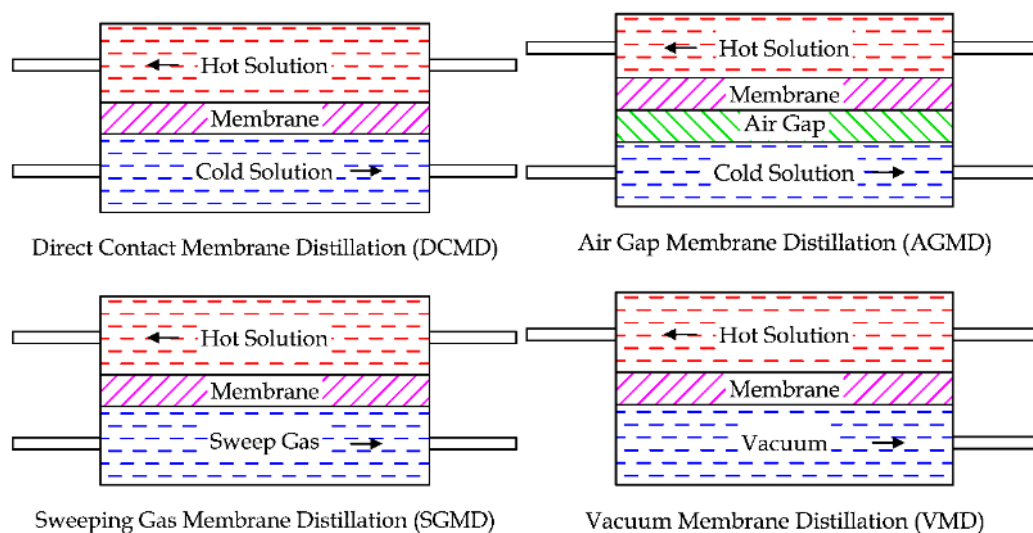 Hot Solution
Membrane
Cold Solution
Direct Contact Membrane Distillation (DCMD)
Hot Solution
Membrane
Air Gap
Cold Solution
Air Gap Membrane Distillation (AGMD)
Hot Solution
Membrane
Sweep Gas
Sweeping Gas Membrane Distillation (SGMD)
Hot Solution
Membrane
Vacuum
Vacuum Membrane Distillation (VMD)